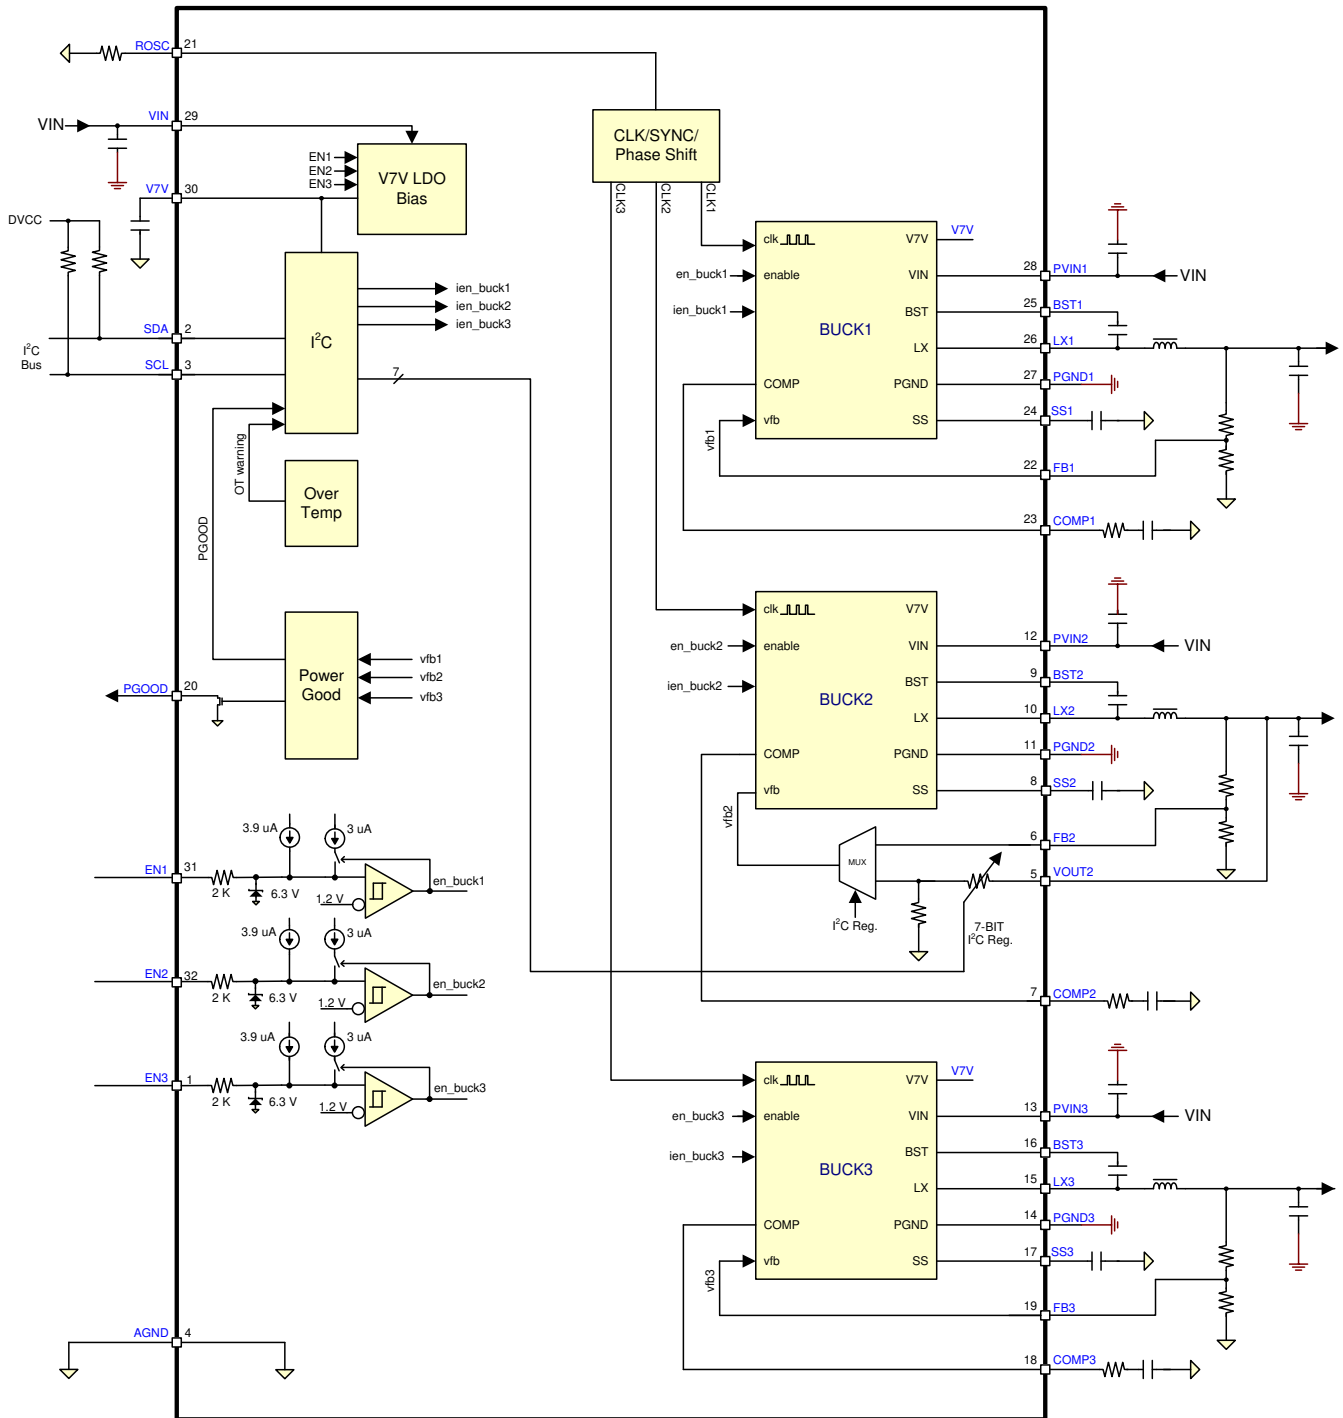 ROSC
21
VIN
VIN
29
EN1
EN2
EN3
V7V LDO
Bias
V7V
30
DVCC
SDA
2
I²C
Bus
SCL
3
I²C
ien_buck1
ien_buck2
ien_buck3
7
OT warning
Over
Temp
PGOOD
Power
Good
vfb1
vfb2
vfb3
PGOOD
20
3.9 uA
3 uA
EN1
31
2 K
6.3 V
1.2 V
en_buck1
3.9 uA
3 uA
EN2
32
2 K
6.3 V
1.2 V
en_buck2
3.9 uA
3 uA
EN3
1
2 K
6.3 V
1.2 V
en_buck3
AGND
4
CLK/SYNC/
Phase Shift
CLK3
CLK2
CLK1
clk
V7V
V7V
en_buck1
enable
VIN
28
PVIN1
VIN
ien_buck1
BST
25
BST1
BUCK1
LX
26
LX1
COMP
PGND
27
PGND1
vfb1
vfb
SS
24
SS1
22
FB1
23
COMP1
clk
V7V
en_buck2
enable
VIN
12
PVIN2
VIN
ien_buck2
BST
9
BST2
BUCK2
LX
10
LX2
COMP
PGND
11
PGND2
vfb2
vfb
SS
8
SS2
MUX
6
FB2
5
VOUT2
I²C Reg.
7-BIT
I²C Reg.
7
COMP2
clk
V7V
V7V
en_buck3
enable
VIN
13
PVIN3
VIN
ien_buck3
BST
16
BST3
BUCK3
LX
15
LX3
COMP
PGND
14
PGND3
vfb3
vfb
SS
17
SS3
19
FB3
18
COMP3